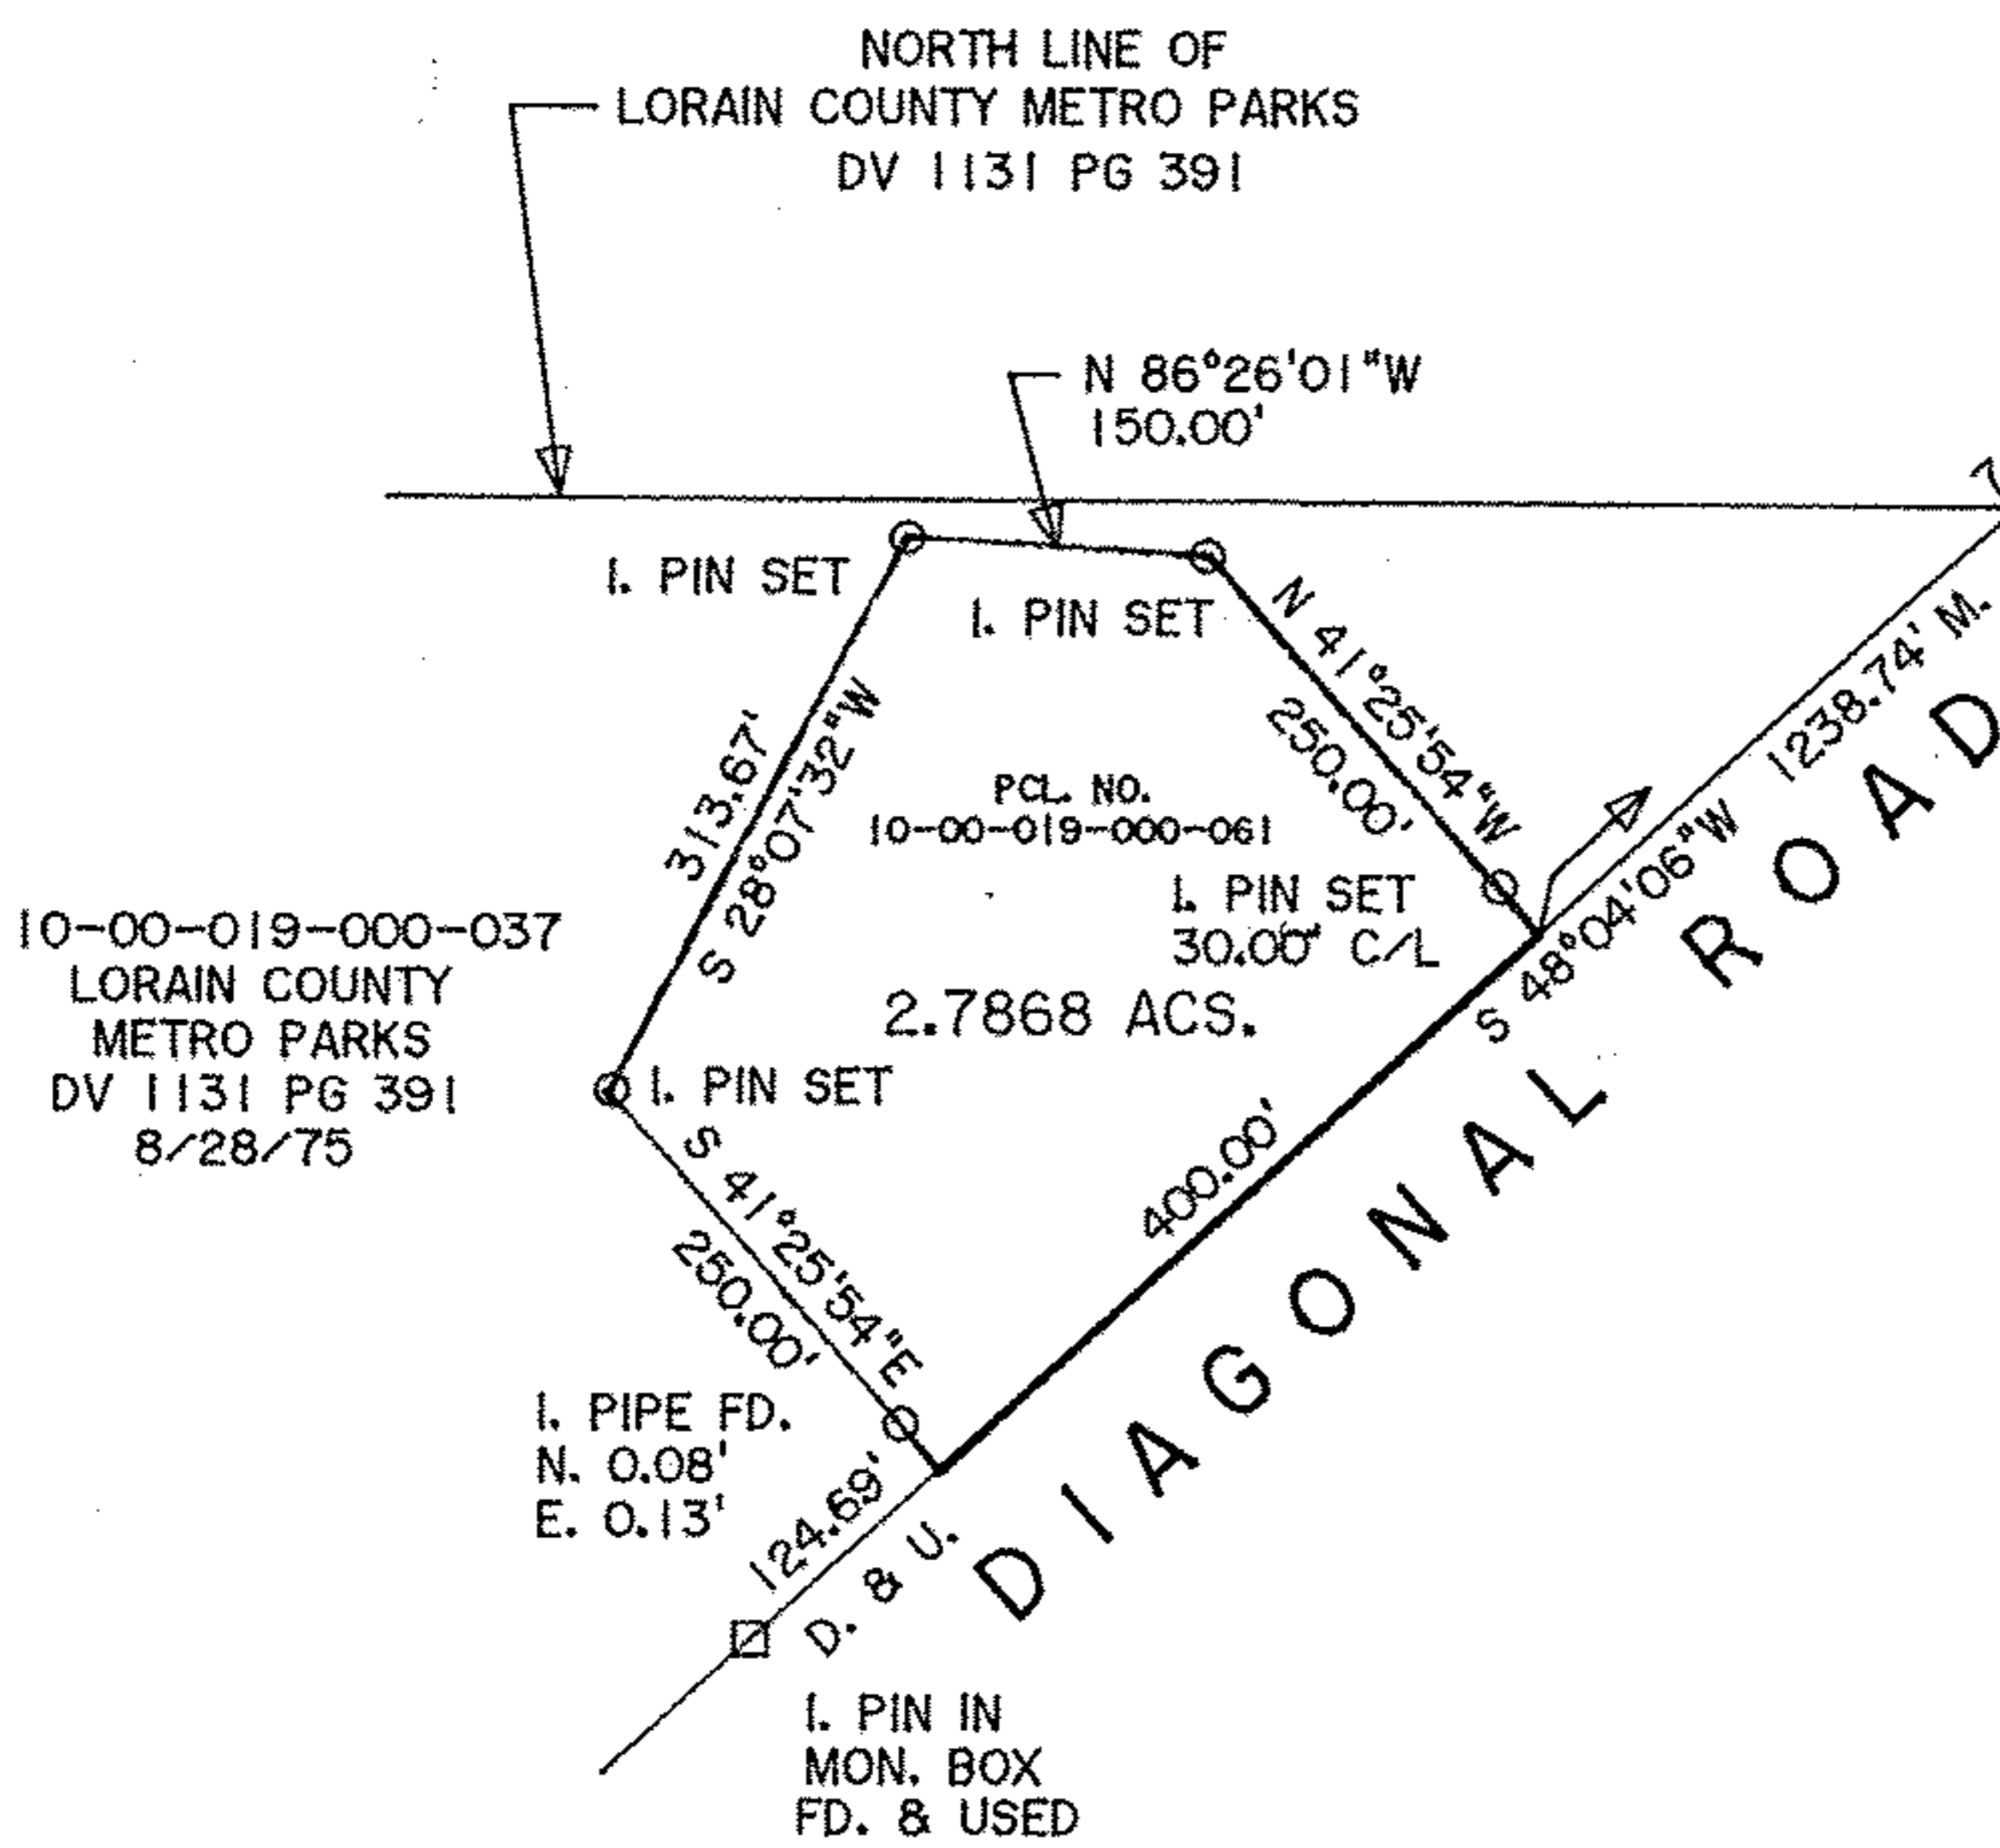 NORTH LINE OF
LORAIN COUNTY METRO PARKS
DV 1131 PG 391
N 86°26'01"W
150.00'
I. PIN SET
I. PIN SET
N 41°25'54"W
250.00'
313.67'
S 28°07'32"W
PCL. NO.
10-00-019-000-061
I. PIN SET
30.00' C/L
S 48°04'06"W 1238.74' M.
10-00-019-000-037
LORAIN COUNTY
METRO PARKS
DV 1131 PG 391
8/28/75
2.7868 ACS.
I. PIN SET
S 41°25'54"E
250.00'
400.00'
DIAGONAL ROAD
I. PIPE FD.
N. 0.08'
E. 0.13'
124.69'
D. & U.
I. PIN IN
MON. BOX
FD. & USED